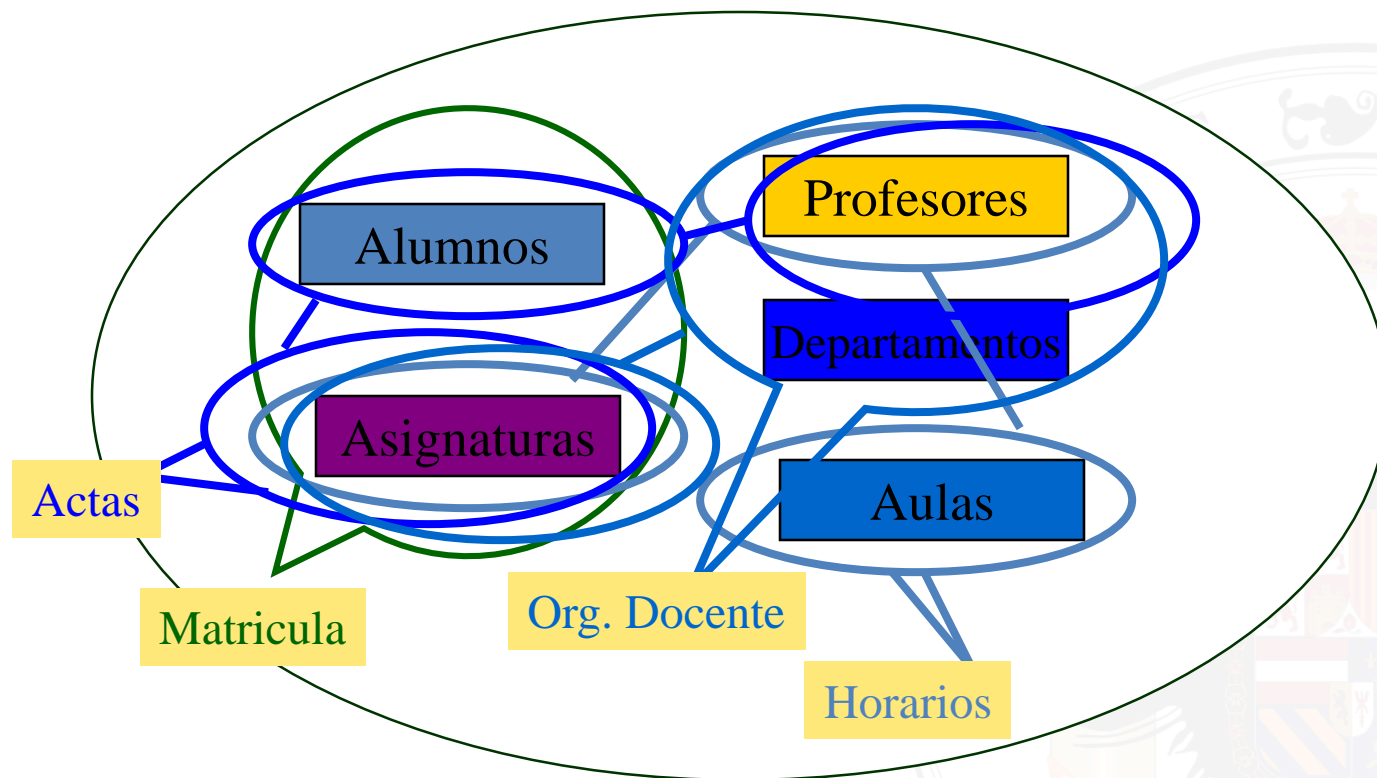 Profesores
Alumnos
Departamentos
Asignaturas
Actas
Aulas
Matricula
Org. Docente
Horarios